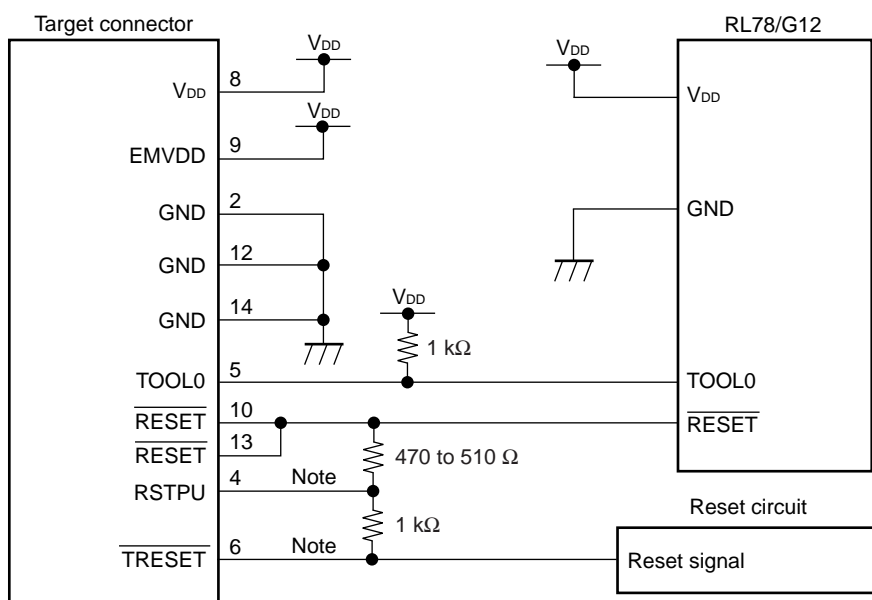 Target connector
RL78/G12
VDD
VDD
VDD 8
VDD
VDD
EMVDD 9
GND 2
GND
GND 12
GND 14
VDD
1 kΩ
TOOL0 5
TOOL0
RESET 10
RESET
RESET 13
470 to 510 Ω
RSTPU 4 Note
Reset circuit
1 kΩ
TRESET 6 Note
Reset signal